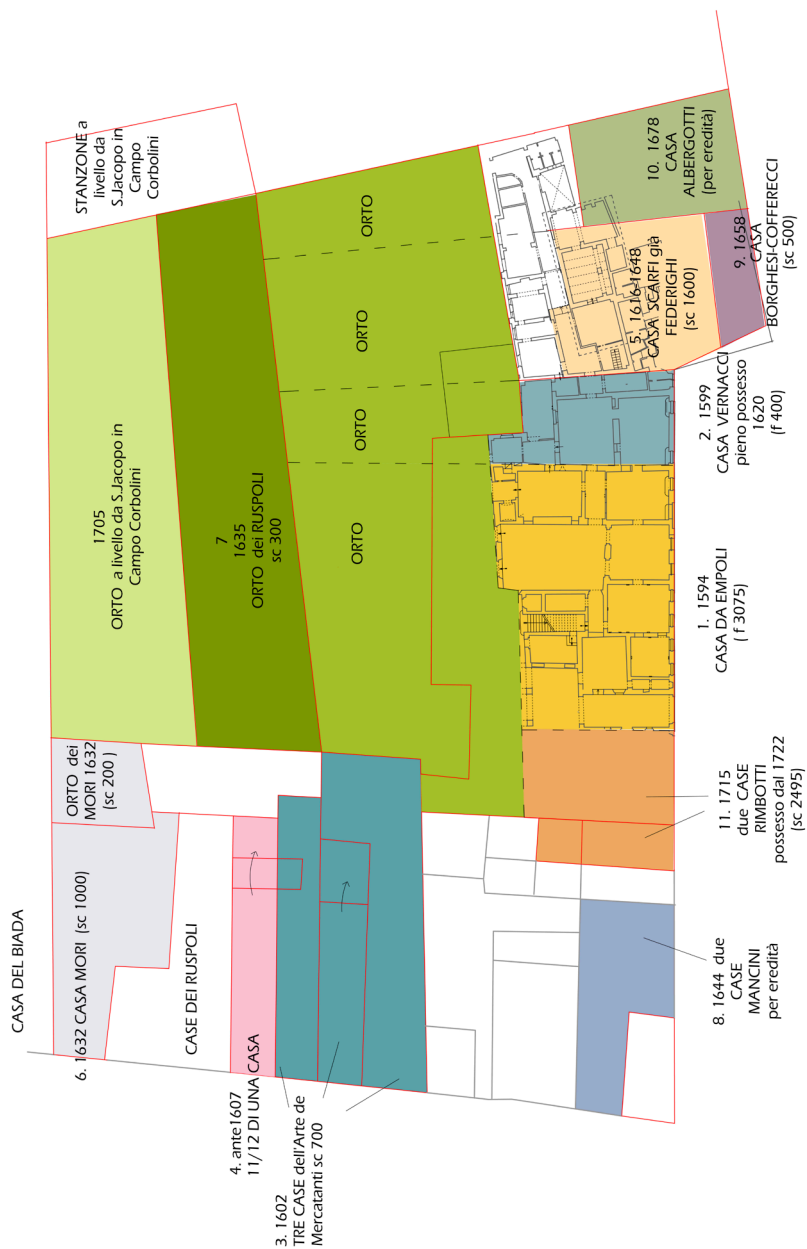 CASA DEL BIADA
6. 1632 CASA MORI (sc 1000)
ORTO dei
MORI 1632
(sc 200 )
CASE DEI RUSPOLI
4. ante1607
11/12 DI UNA CASA
3. 1602
TRE CASE dell'Arte de
Mercatanti sc 700
1705
ORTO a livello da S.Jacopo in
Campo Corbolini
STANZONE a
livello da
S.Jacopo in
Campo
Corbolini
7
1635
ORTO dei RUSPOLI
sc 300
ORTO
ORTO
ORTO
ORTO
8. 1644 due
CASE
MANCINI
per eredità
11. 1715
due CASE
RIMBOTTI
possesso dal 1722
(sc 2495)
1. 1594
CASA DA EMPOLI
( f 3075)
2. 1599
CASA VERNACCI
pieno possesso
1620
(f 400)
5. 1616-1648
CASA SCARFI già
FEDERIGHI
(sc 1600)
9. 1658
CASA
BORGHESI-COFFERECCI
(sc 500)
10. 1678
CASA
ALBERGOTTI
(per eredità)